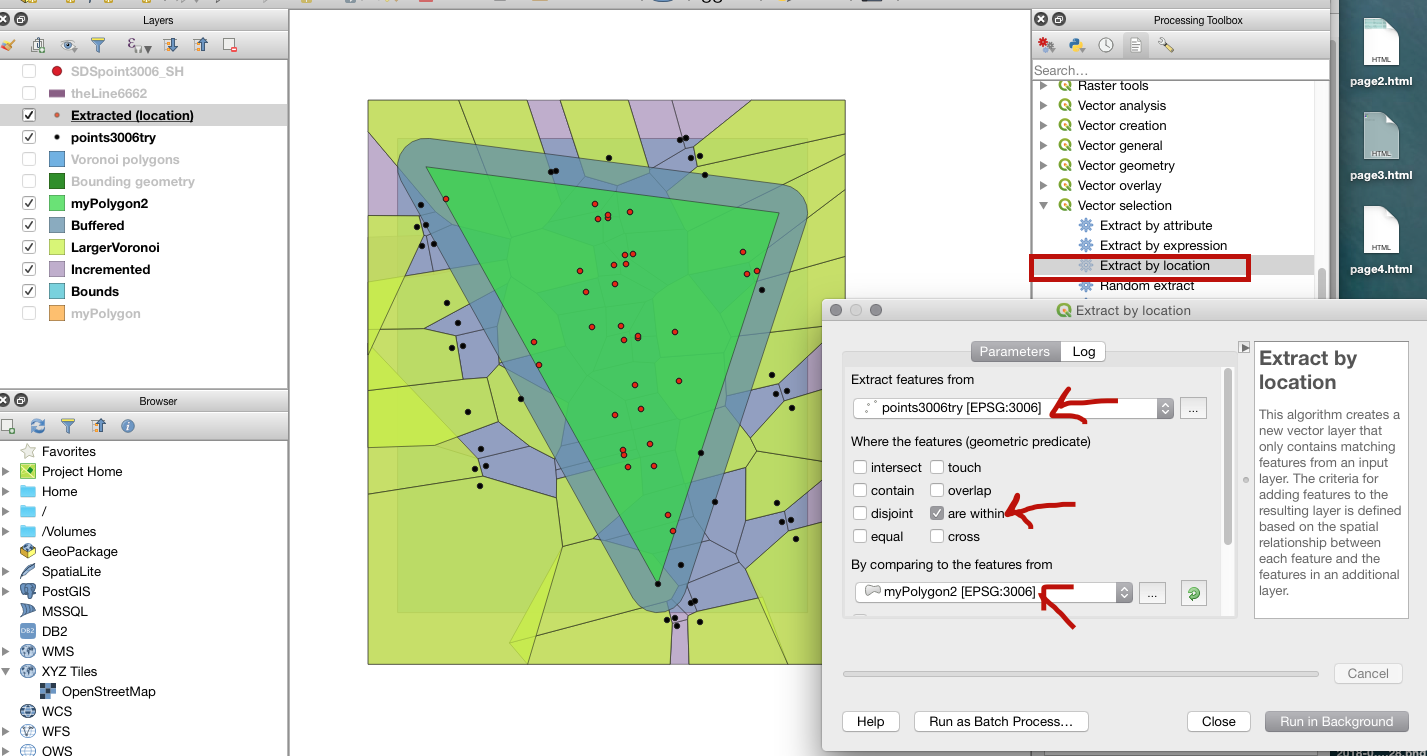 Layers
SDSpoint3006_SH
theLine6662
Extracted (location)
points3006try
Voronoi polygons
Bounding geometry
myPolygon2
Buffered
LargerVoronoi
Incremented
Bounds
myPolygon
Browser
Favorites
Project Home
Home
/
/Volumes
GeoPackage
SpatiaLite
PostGIS
MSSQL
DB2
DB2
WMS
XYZ Tiles
OpenStreetMap
WCS
WFS
OWS
Processing Toolbox
Search…
Raster tools
Vector analysis
Vector creation
Vector general
Vector geometry
Vector overlay
Vector selection
Extract by attribute
Extract by expression
Extract by location
Random extract
HTML
page2.html
HTML
page3.html
HTML
page4.html
Extract by location
Parameters Log
Extract features from
points3006try [EPSG:3006] ...
Where the features (geometric predicate)
intersect touch
contain overlap
disjoint are within
equal cross
By comparing to the features from
myPolygon2 [EPSG:3006] ...
Extract by
location
This algorithm creates a
new vector layer that
only contains matching
features from an input
layer. The criteria for
adding features to the
resulting layer is defined
based on the spatial
relationship between
each feature and the
features in an additional
layer.
Cancel
Help Run as Batch Process… Close Run in Background